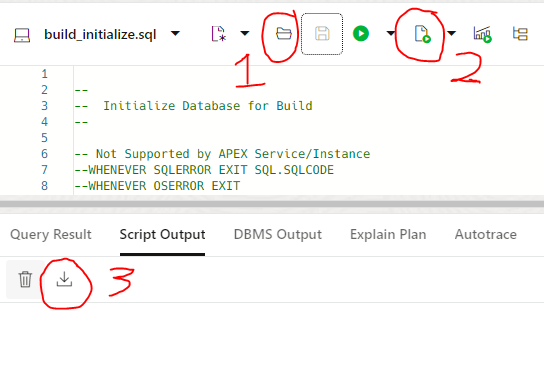 build_initialize.sql
1 2
1
2 --
3 --  Initialize Database for Build
4 --
5
6 -- Not Supported by APEX Service/Instance
7 --WHENEVER SQLERROR EXIT SQL.SQLCODE
8 --WHENEVER OSERROR EXIT
Query Result Script Output DBMS Output Explain Plan Autotrace
3